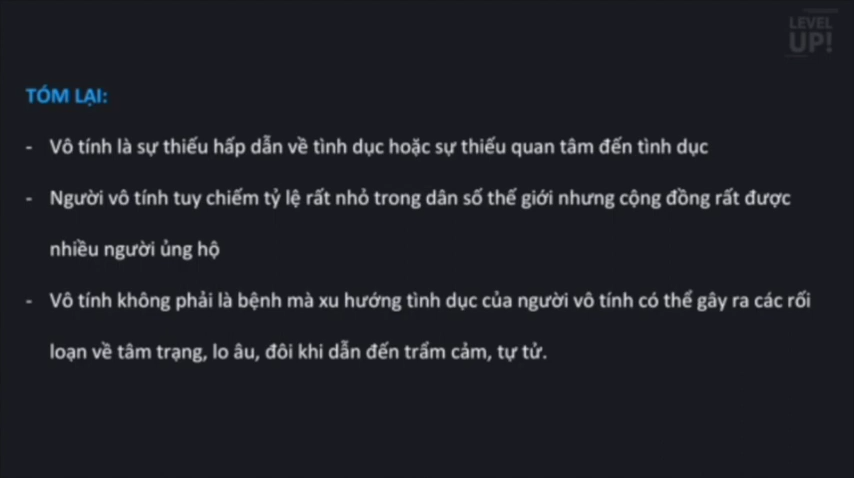 LEVEL
UP!
TÓM LẠI:
- Vô tính là sự thiếu hấp dẫn về tình dục hoặc sự thiếu quan tâm đến tình dục
- Người vô tính tuy chiếm tỷ lệ rất nhỏ trong dân số thế giới nhưng cộng đồng rất được
nhiều người ủng hộ
- Vô tính không phải là bệnh mà xu hướng tình dục của người vô tính có thể gây ra các rối
loạn về tâm trạng, lo âu, đôi khi dẫn đến trầm cảm, tự tử.